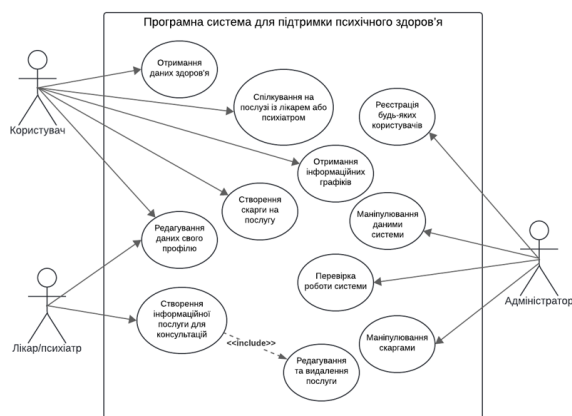 Програмна система для підтримки психічного здоров'я
Отримання
даних здоров'я
Спілкування на
послузі із лікарем або
психіатром
Реєстрація
будь-яких
користувачів
Користувач
Отримання
інформаційних
графіків
Створення
скарги на
послугу
Маніпулювання
даними
системи
Редагування
даних свого
профілю
Перевірка
роботи системи
Адміністратор
Створення
інформаційної
послуги для
консультацій
Лікар/психіатр
<<include>>
Маніпулювання
скаргами
Редагування
та видалення
послуги